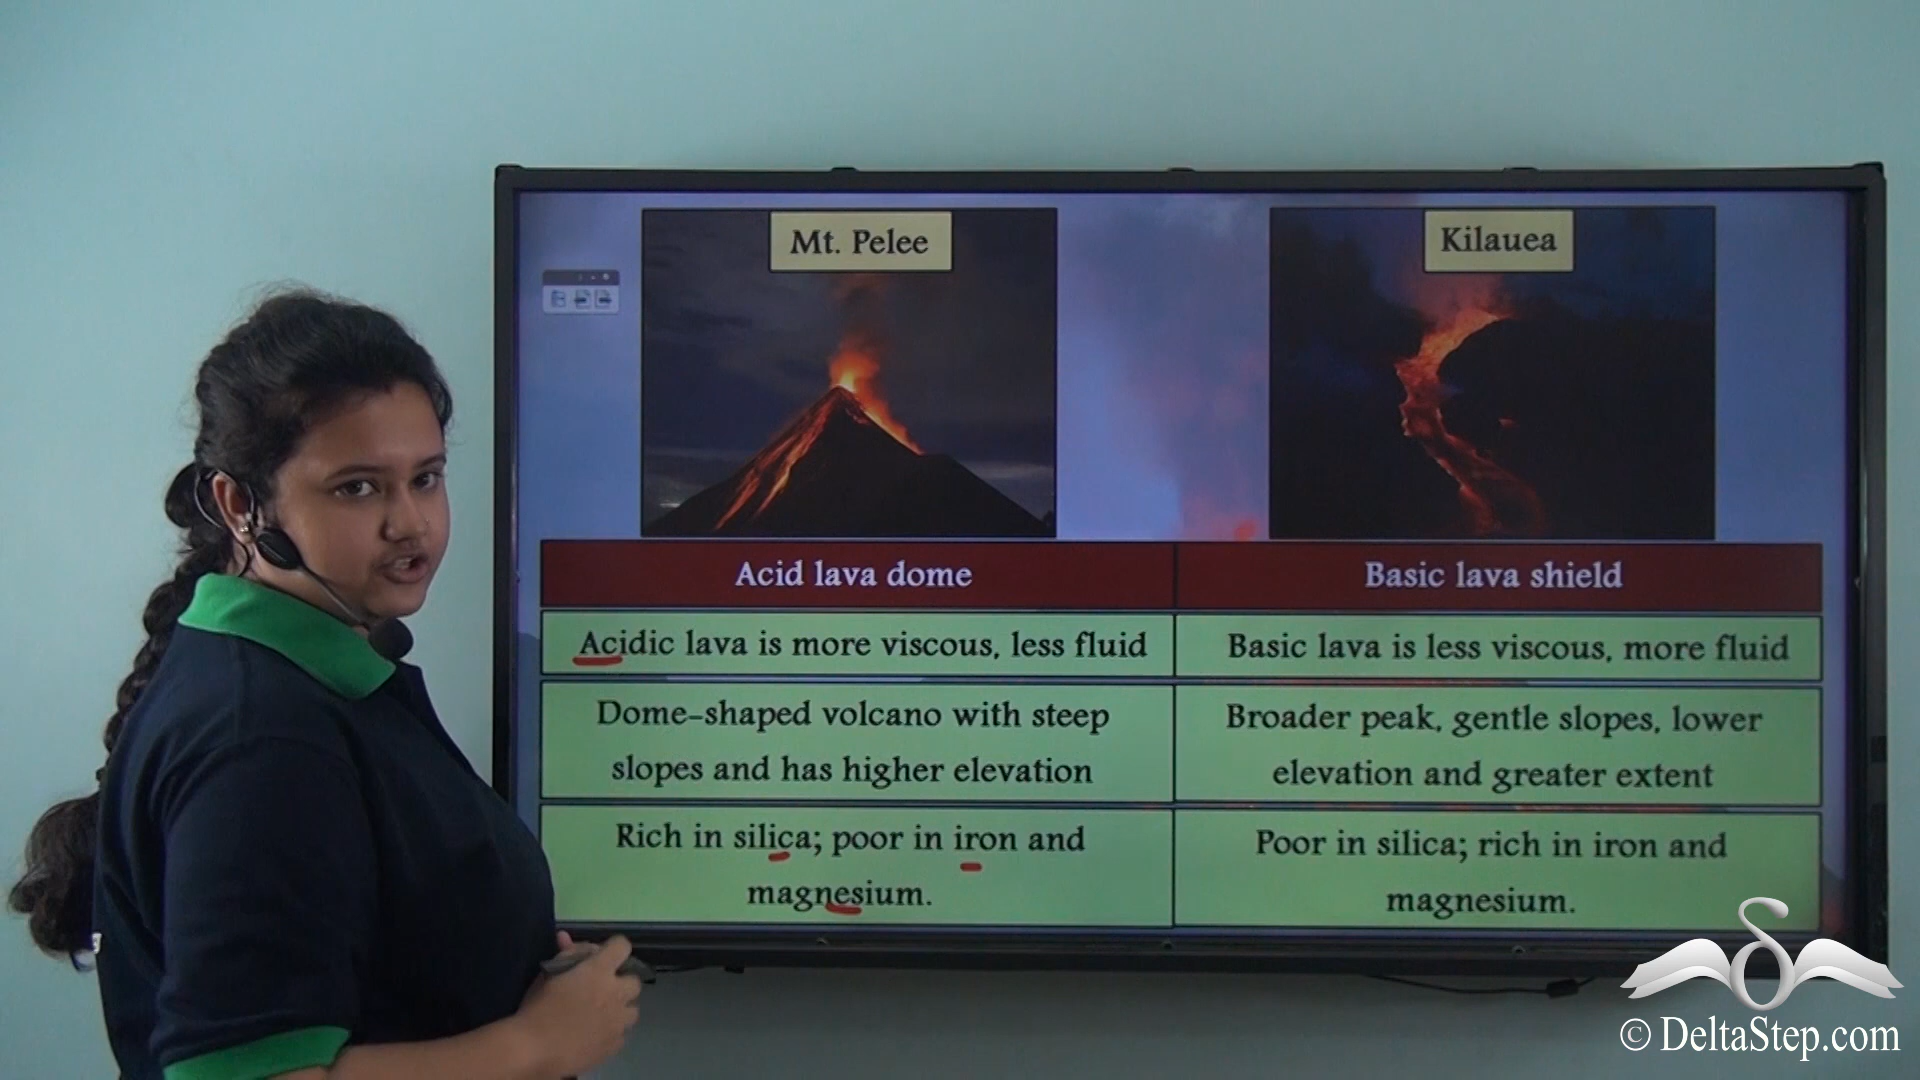 Mt. Pelee
Kilauea
Acid lava dome
Basic lava shield
Acidic lava is more viscous, less fluid
Basic lava is less viscous, more fluid
Dome-shaped volcano with steep
slopes and has higher elevation
Broader peak, gentle slopes, lower
elevation and greater extent
Rich in silica; poor in iron and
magnesium.
Poor in silica; rich in iron and
magnesium.
© DeltaStep.com